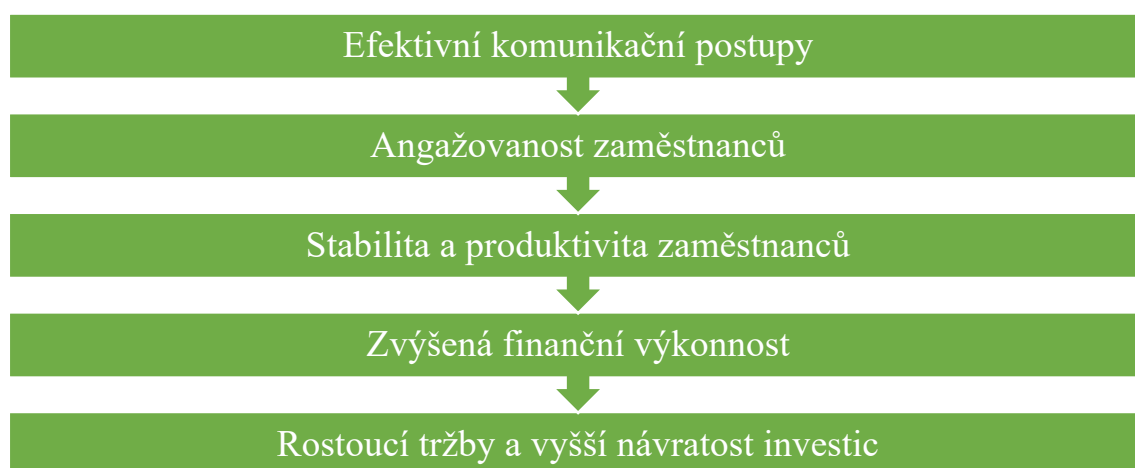 Efektivní komunikační postupy
Angažovanost zaměstnanců
Stabilita a produktivita zaměstnanců
Zvýšená finanční výkonnost
Rostoucí tržby a vyšší návratost investic